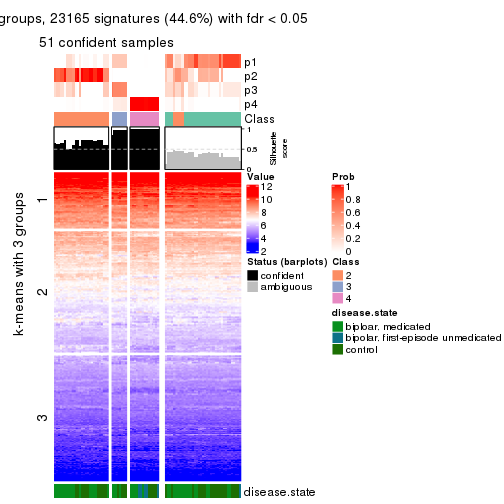 groups, 23165 signatures (44.6%) with fdr < 0.05
51 confident samples
p1
p2
p3
p4
Class
1
0.5
0
Silhouette
score
k-means with 3 groups
1
2
3
Value
12
10
8
6
4
2
Prob
1
0.8
0.6
0.4
0.2
0
Status (barplots)
confident
ambiguous
Class
2
3
4
disease.state
biploar. medicated
bipolar. first-episode unmedicated
control
disease.state